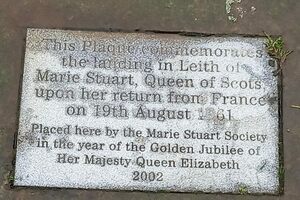 This Plaque commemorates
the landing in Leith of
Marie Stuart, Queen of Scots,
upon her return from France
on 19th August 1561
Placed here by the Marie Stuart Society
in the year of the Golden Jubilee of
Her Majesty Queen Elizabeth
2002